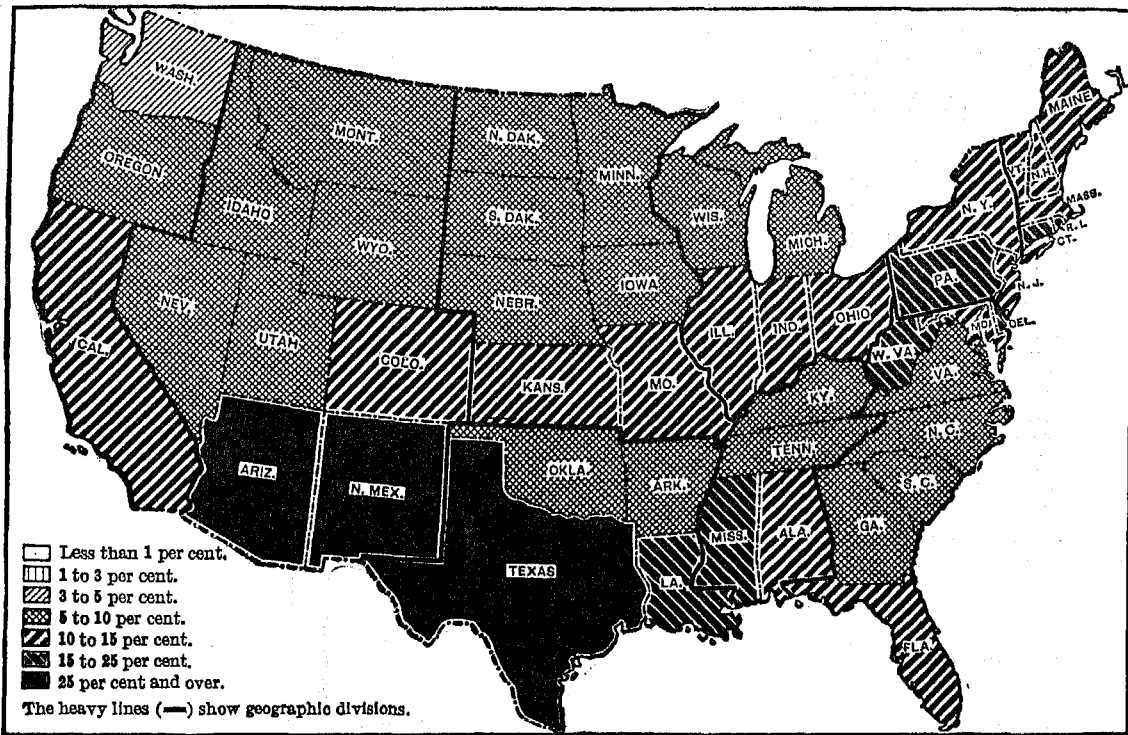 WASH.
MONT.
N. DAK.
MINN.
MAINE
OREGON
IDAHO
S. DAK.
WIS.
VT.
N.H.
WYO.
MICH.
N.Y.
MASS.
R. I.
CT.
NEV.
UTAH
NEBR.
IOWA
PA.
N.J.
CAL.
COLO.
KANS.
MO.
ILL.
IND.
OHIO
W. VA.
MD.
DEL.
VA.
KY.
N. C.
TENN.
ARIZ.
N. MEX.
OKLA.
ARK.
S. C.
MISS.
ALA.
GA.
TEXAS
LA.
FLA.
Less than 1 per cent.
1 to 3 per cent.
3 to 5 per cent.
5 to 10 per cent.
10 to 15 per cent.
15 to 25 per cent.
25 per cent and over.
The heavy lines (—) show geographic divisions.